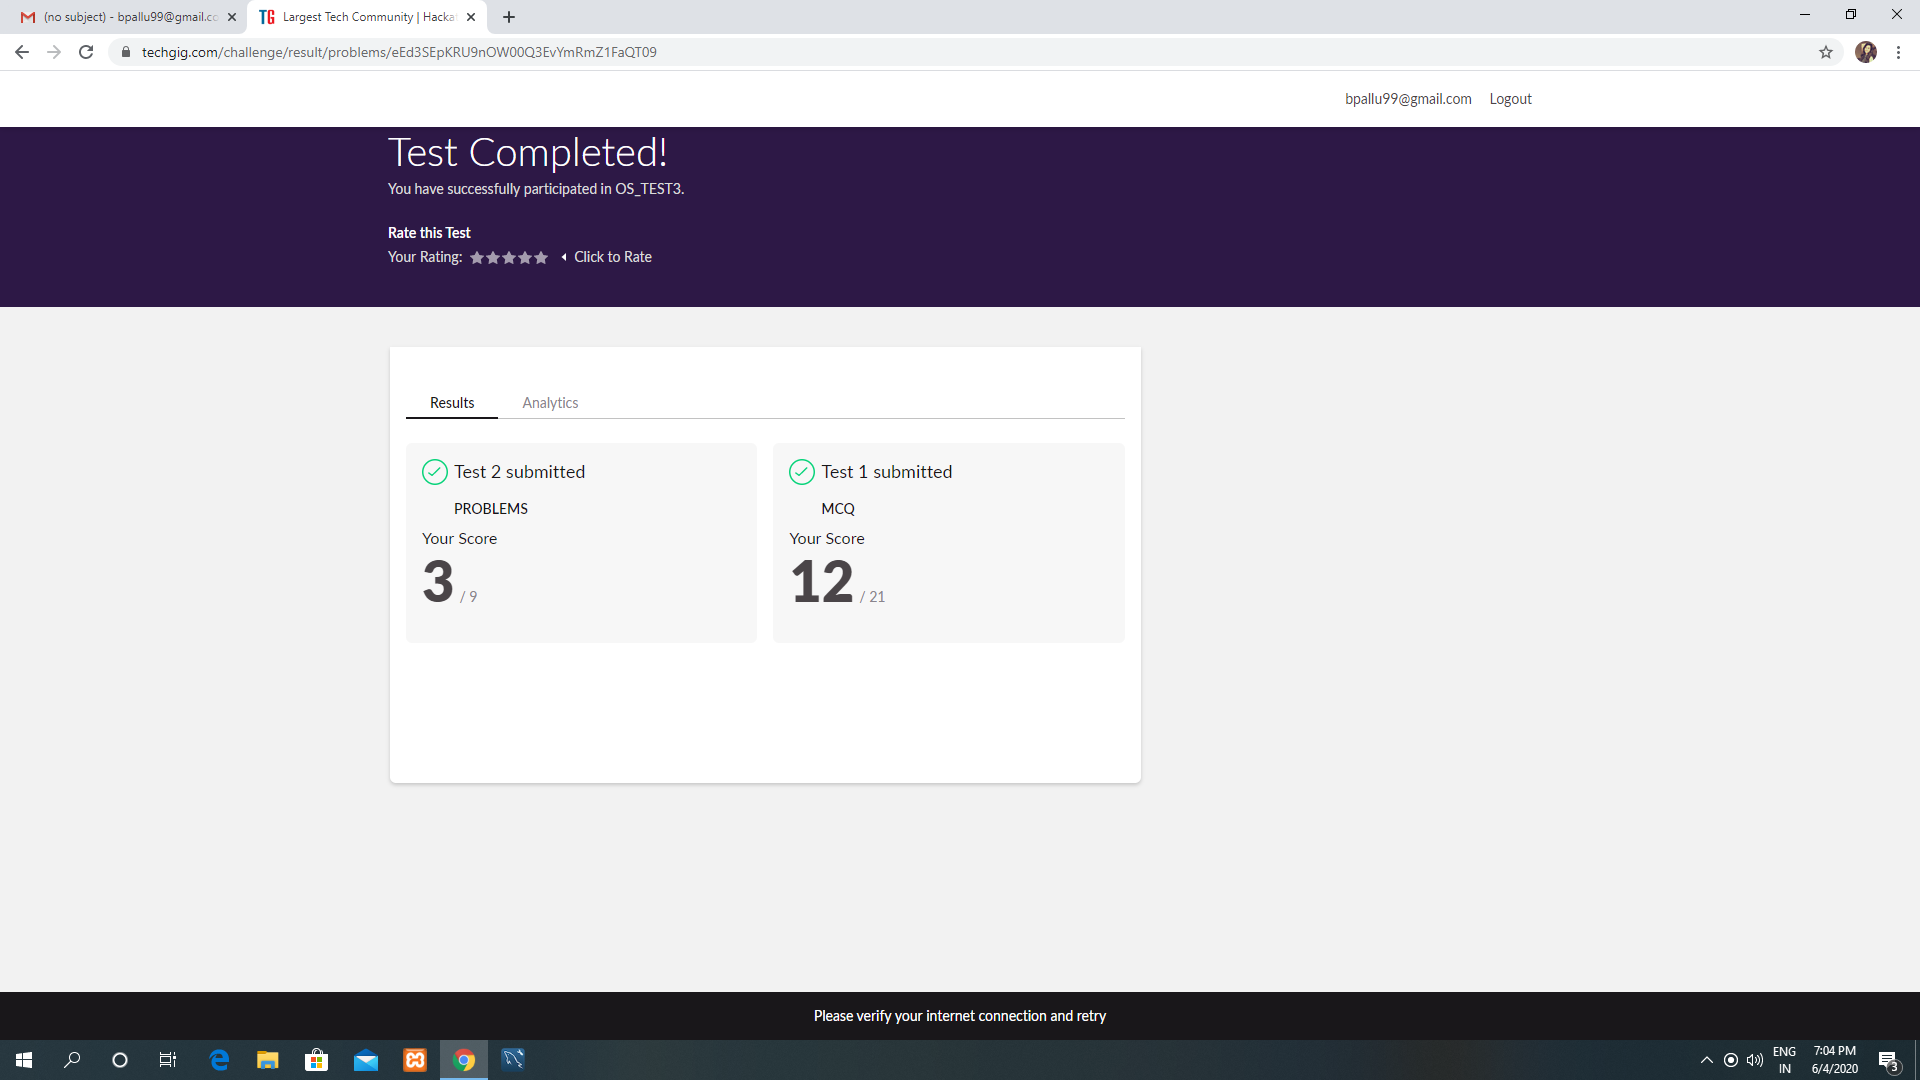 (no subject) - bpallu99@gmail.co
TG Largest Tech Community | Hacka
techgig.com/challenge/result/problems/eEd3SEpKRU9nOW00Q3EvYmRmZ1FaQT09
bpallu99@gmail.com Logout
Test Completed!
You have successfully participated in OS_TEST3.
Rate this Test
Your Rating: Click to Rate
Results Analytics
Test 2 submitted
PROBLEMS
Your Score
3 / 9
Test 1 submitted
MCQ
Your Score
12 / 21
Please verify your internet connection and retry
ENG
IN
7:04 PM
6/4/2020
3